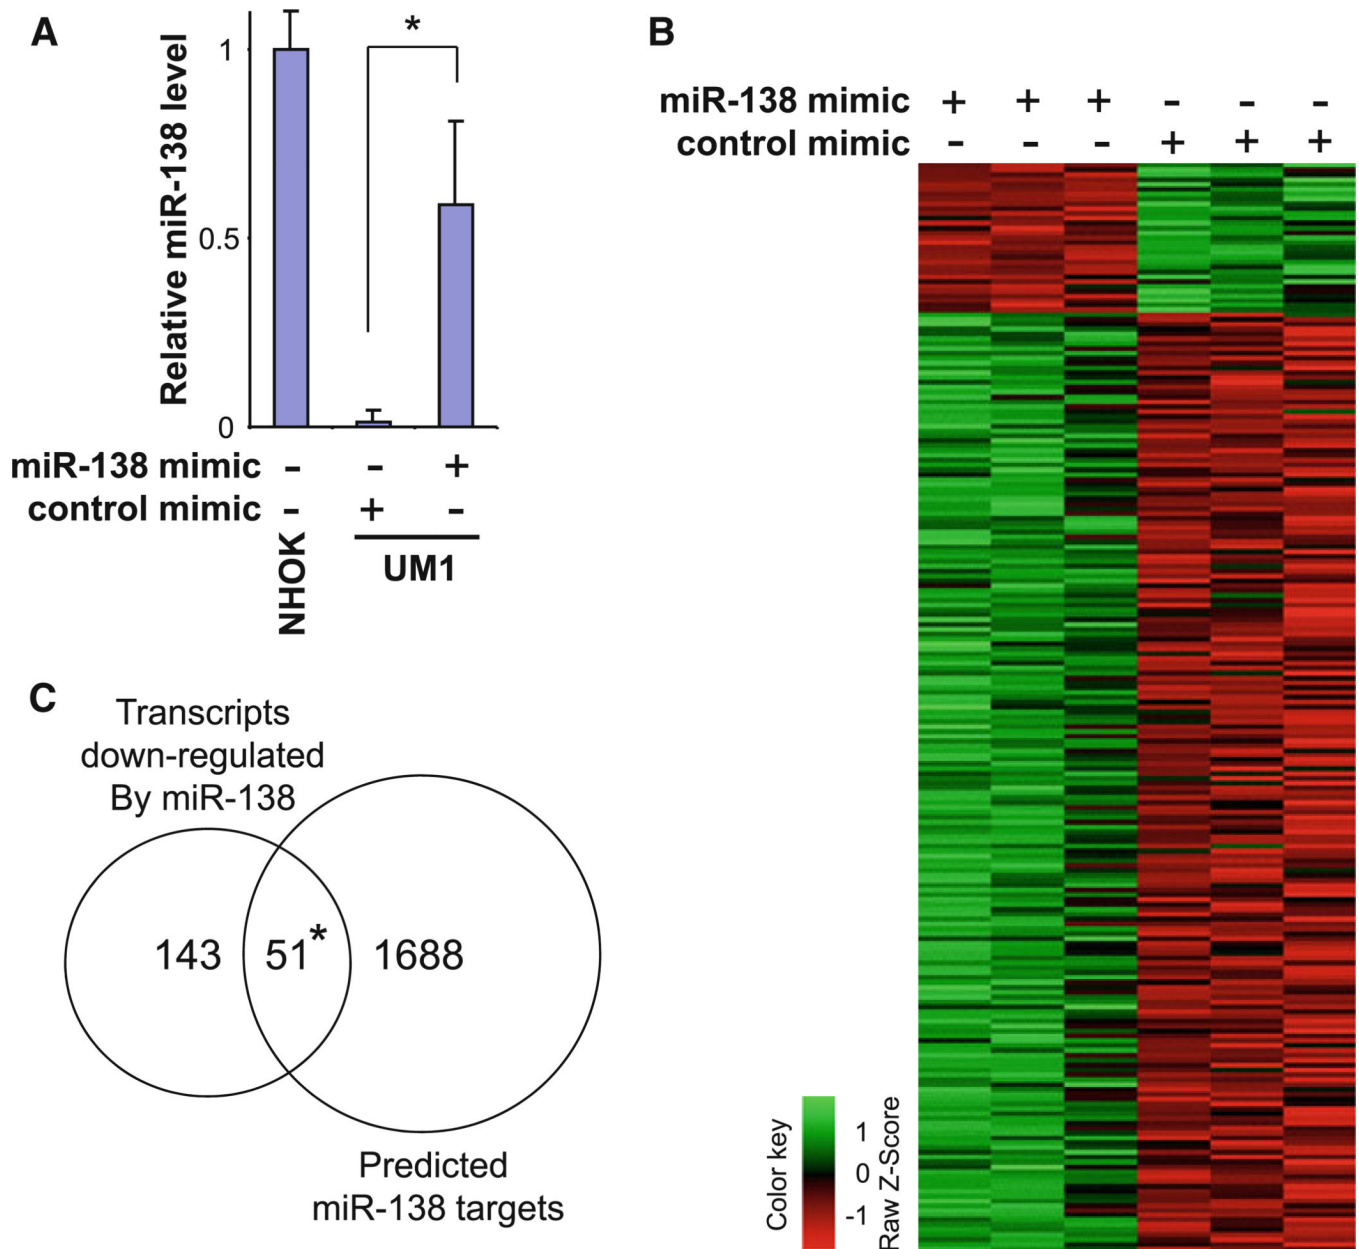 A
Relative miR-138 level
1
0.5
0
*
miR-138 mimic - - +
control mimic - + -
NHOK
UM1
B
miR-138 mimic + + + - - -
control mimic - - - + + +
Color key
1
0
-1
Raw Z-Score
C
Transcripts
down-regulated
By miR-138
143 51* 1688
Predicted
miR-138 targets